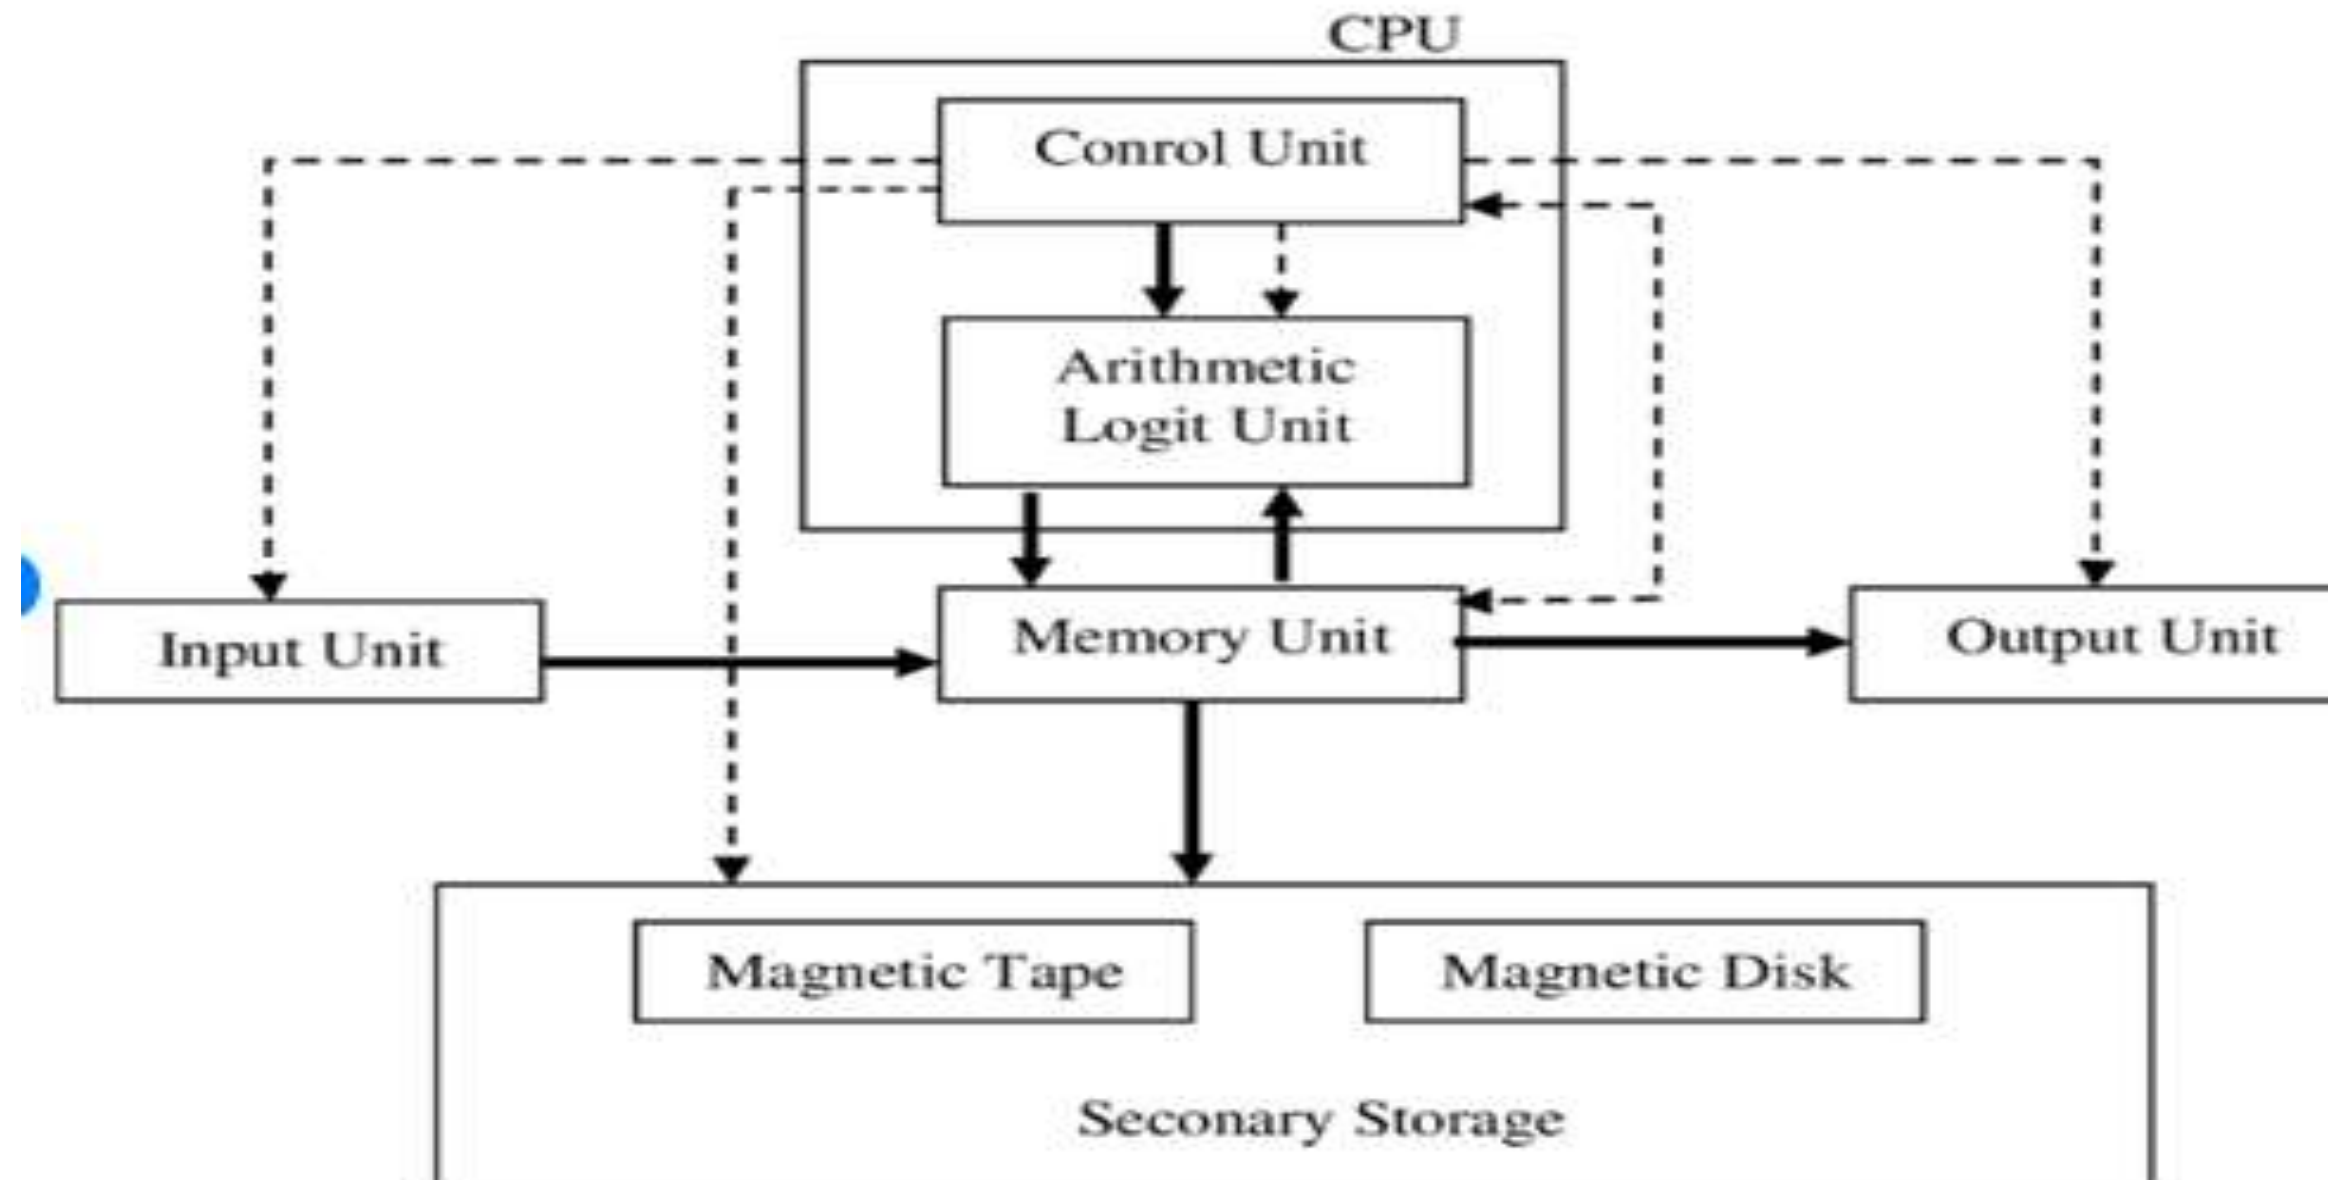 CPU
Conrol Unit
Arithmetic
Logit Unit
Input Unit
Memory Unit
Output Unit
Magnetic Tape
Magnetic Disk
Seconary Storage